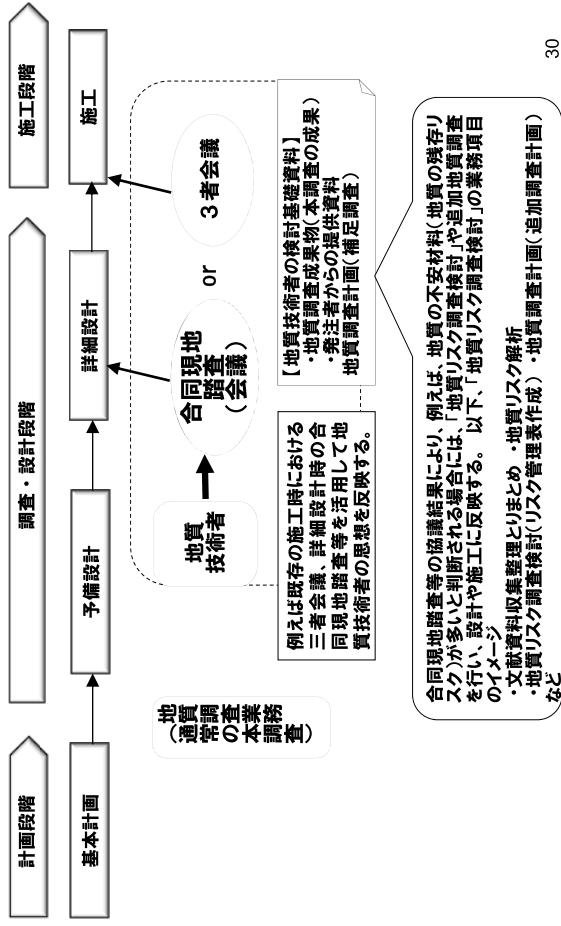 計画段階
調査・設計段階
施工段階
基本計画
予備設計
詳細設計
施工
地質調査業務
(通常の本調査)
地質
技術者
合同現地
踏査
(会議)
or
３者会議
例えば既存の施工時における
三者会議、詳細設計時の合
同現地踏査等を活用して地
質技術者の思想を反映する。
【地質技術者の検討基礎資料】
・地質調査成果物(本調査の成果)
・発注者からの提供資料
地質調査計画(補足調査)
合同現地踏査等の協議結果により、例えば、地質の不安材料(地質の残存リ
スク)が多いと判断される場合には、「地質リスク調査検討」や追加地質調査
を行い、設計や施工に反映する。 以下、「地質リスク調査検討」の業務項目
のイメージ
・文献資料収集整理とりまとめ ・地質リスク解析
・地質リスク調査検討(リスク管理表作成) ・地質調査計画(追加調査計画)
など
30